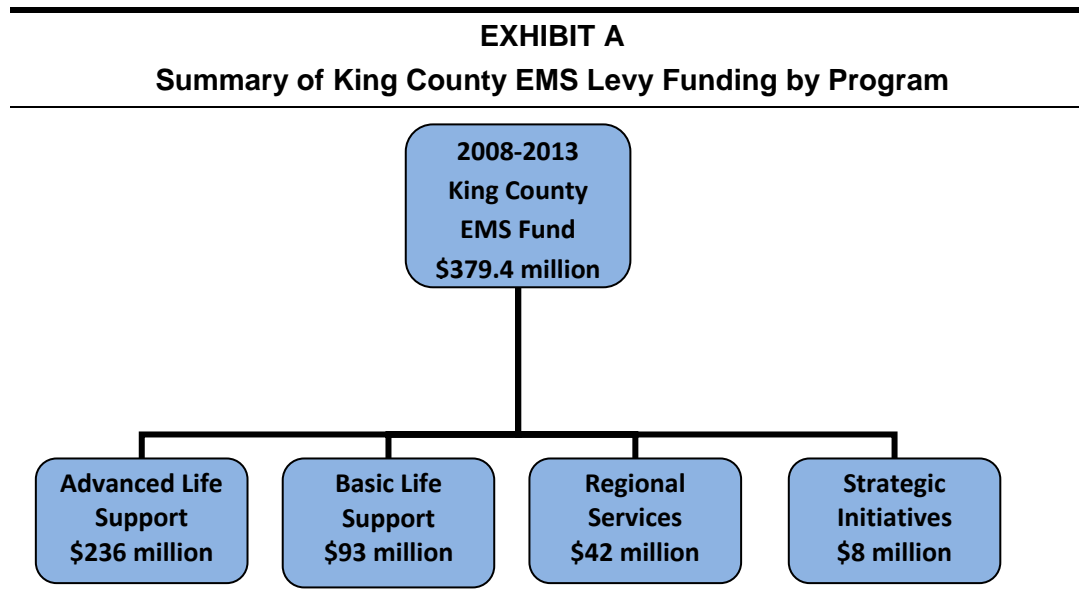 EXHIBIT A
Summary of King County EMS Levy Funding by Program
2008-2013
King County
EMS Fund
$379.4 million
Advanced Life
Support
$236 million
Basic Life
Support
$93 million
Regional
Services
$42 million
Strategic
Initiatives
$8 million